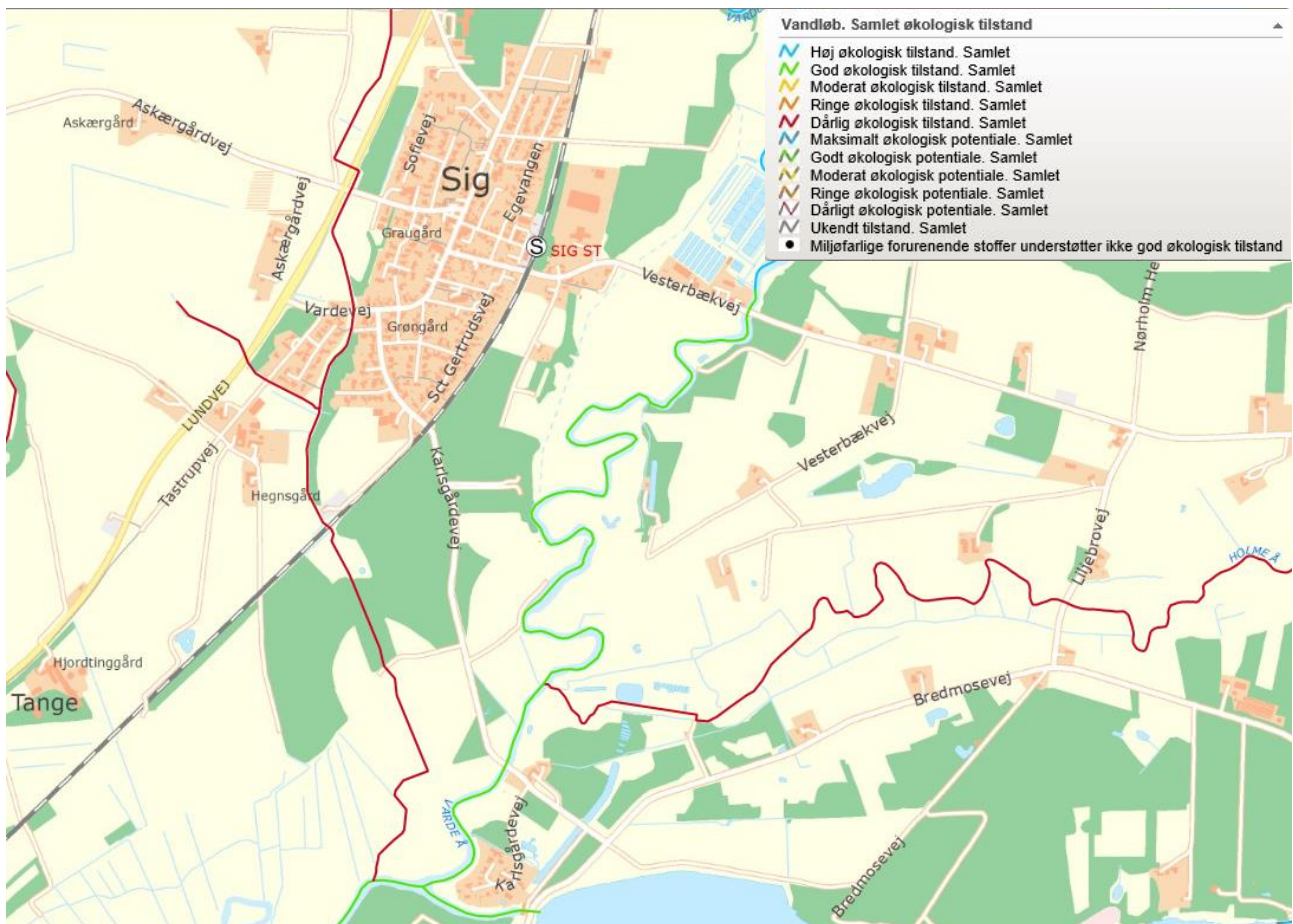 VARDE
Vandløb. Samlet økologisk tilstand
Høj økologisk tilstand. Samlet
God økologisk tilstand. Samlet
Moderat økologisk tilstand. Samlet
Ringe økologisk tilstand. Samlet
Dårlig økologisk tilstand. Samlet
Maksimalt økologisk potentiale. Samlet
Godt økologisk potentiale. Samlet
Moderat økologisk potentiale. Samlet
Ringe økologisk potentiale. Samlet
Dårligt økologisk potentiale. Samlet
Ukendt tilstand. Samlet
Miljøfarlige forurenende stoffer understøtter ikke god økologisk tilstand
Askærgård
Askærgårdvej
Sofievej
Sig
Egevangen
Askærgårdvej
Graugård
S
SIG ST
Vesterbækvej
Nørholm He
Vardevej
Grøngård
Sct Gertrudsvej
LUNDVEJ
Tastrupvej
Hegnsgård
Karlsgårdevej
Vesterbækvej
Liljebrovej
HOLME Å
Hjordtinggård
Tange
Bredmosevej
VARDE Å
Karlsgårdevej
Bredmosevej